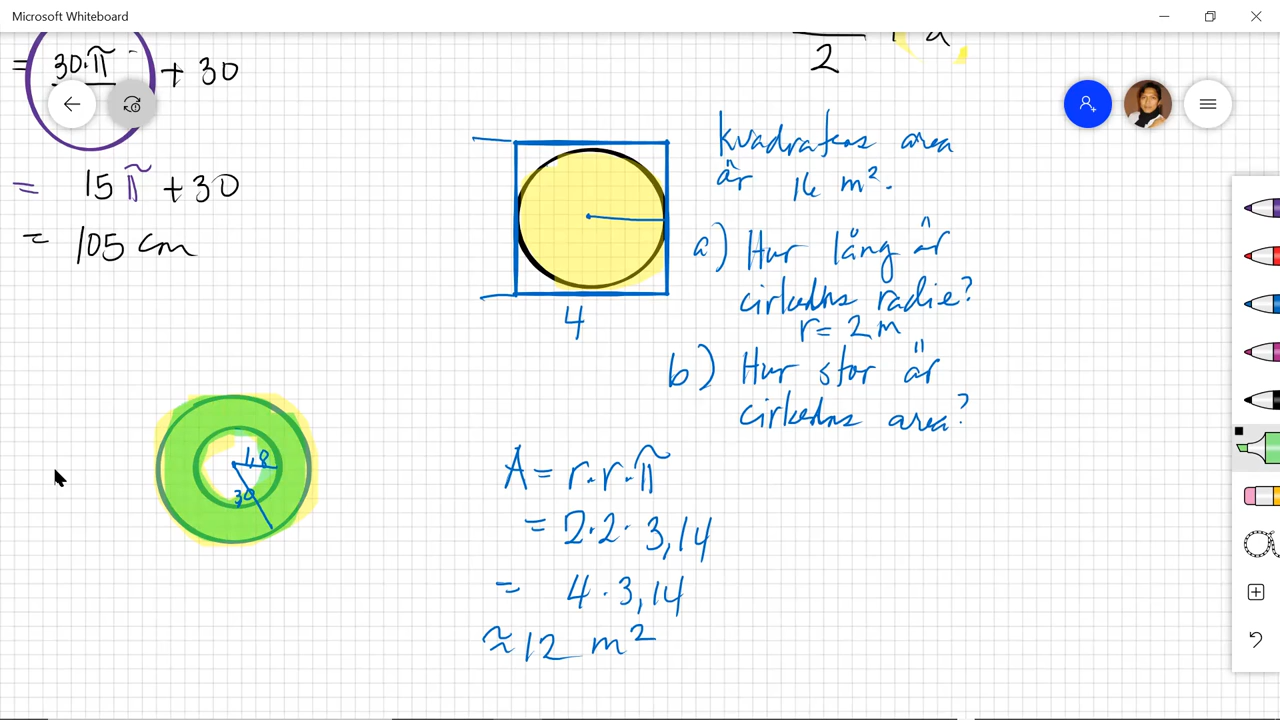 Microsoft Whiteboard
= 30·π + 30
= 15π + 30
= 105 cm
2
kvadratens area
är 16 m².
a) Hur lång är
cirkelns radie?
r = 2 m
b) Hur stor är
cirkelns area?
4
A = r·r·π
= 2·2·3,14
= 4·3,14
≈ 12 m²
30